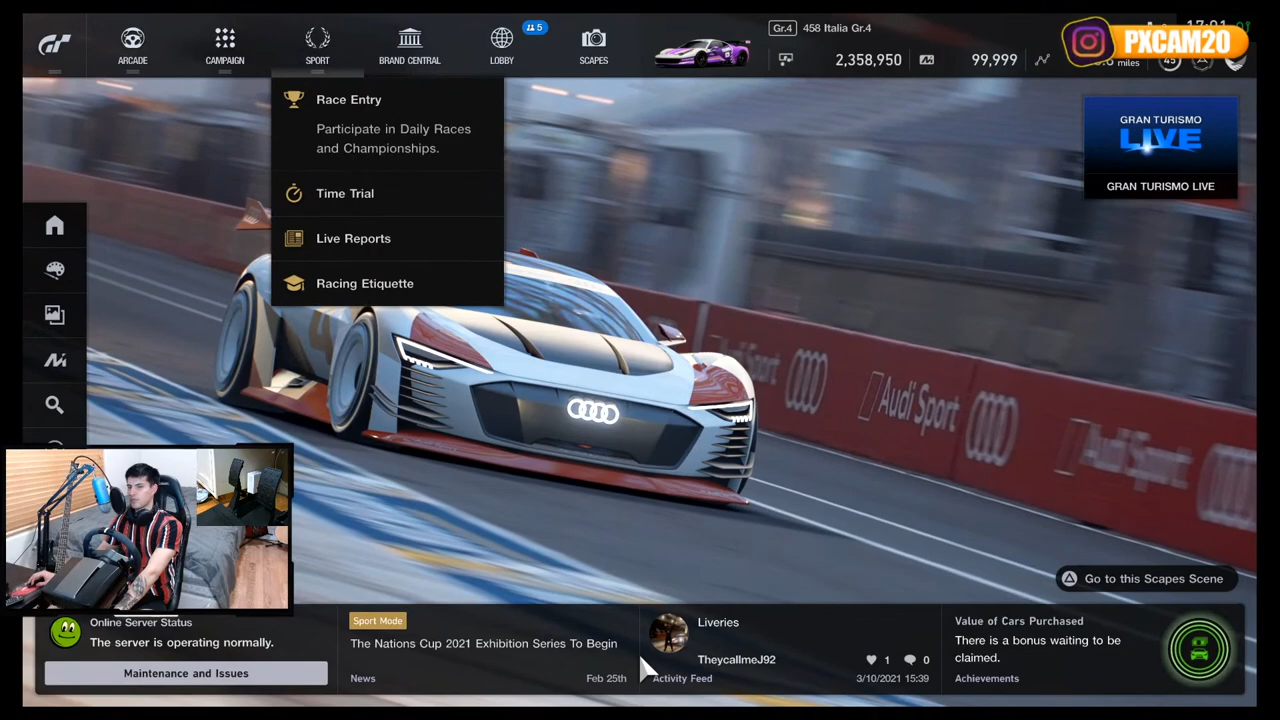 ARCADE
CAMPAIGN
SPORT
BRAND CENTRAL
LOBBY
5
SCAPES
Gr.4 458 Italia Gr.4
2,358,950
99,999
miles
45
PXCAM20
Race Entry
Participate in Daily Races
and Championships.
Time Trial
Live Reports
Racing Etiquette
GRAN TURISMO
LIVE
GRAN TURISMO LIVE
Audi Sport
Audi Sport
Go to this Scapes Scene
Online Server Status
The server is operating normally.
Maintenance and Issues
Sport Mode
The Nations Cup 2021 Exhibition Series To Begin
News
Feb 25th
Liveries
TheycallmeJ92
1
0
Activity Feed
3/10/2021 15:39
Value of Cars Purchased
There is a bonus waiting to be
claimed.
Achievements